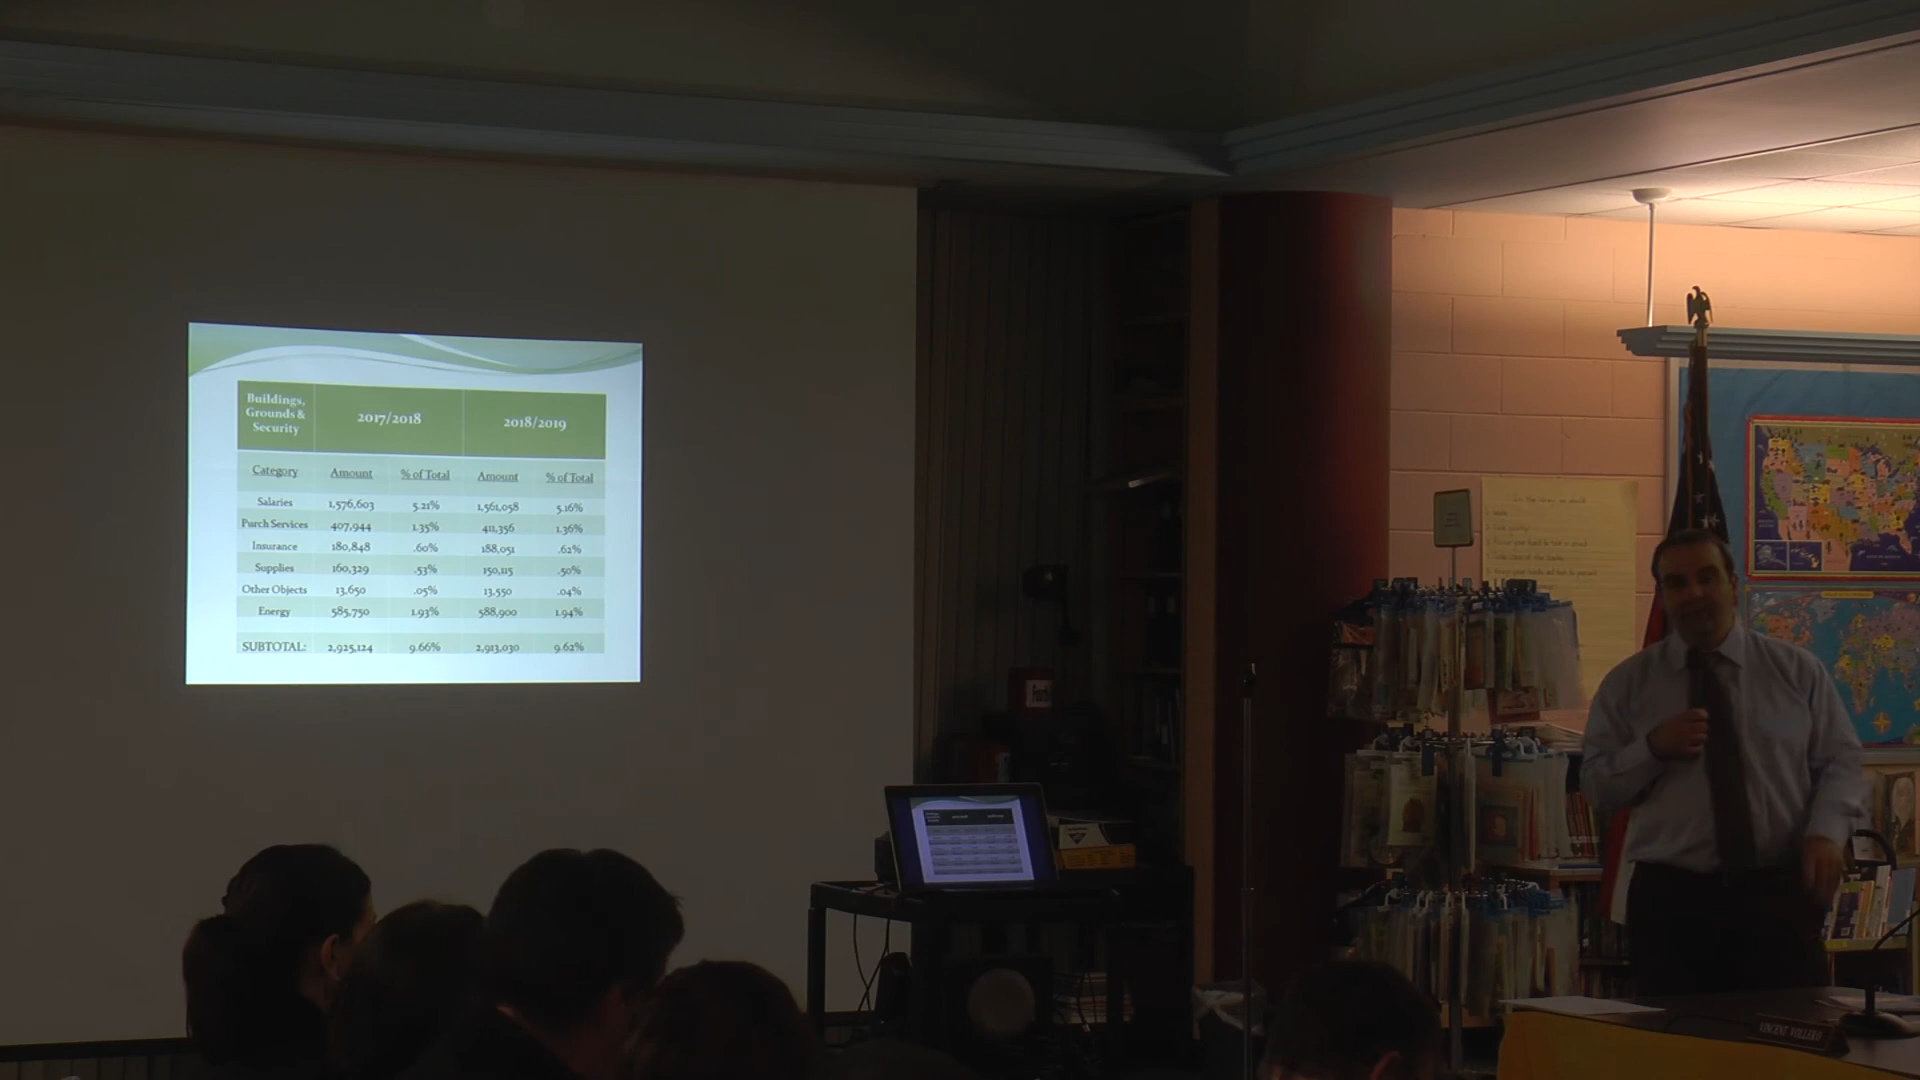 Buildings,
Grounds &
Security
2017/2018
2018/2019
Category Amount % of Total Amount % of Total
Salaries 1,576,603 5.21% 1,561,058 5.16%
Purch Services 407,944 1.35% 411,356 1.36%
Insurance 180,848 .60% 188,051 .62%
Supplies 160,329 .53% 150,115 .50%
Other Objects 13,650 .05% 13,550 .04%
Energy 585,750 1.93% 588,900 1.94%
SUBTOTAL: 2,925,124 9.66% 2,913,030 9.62%